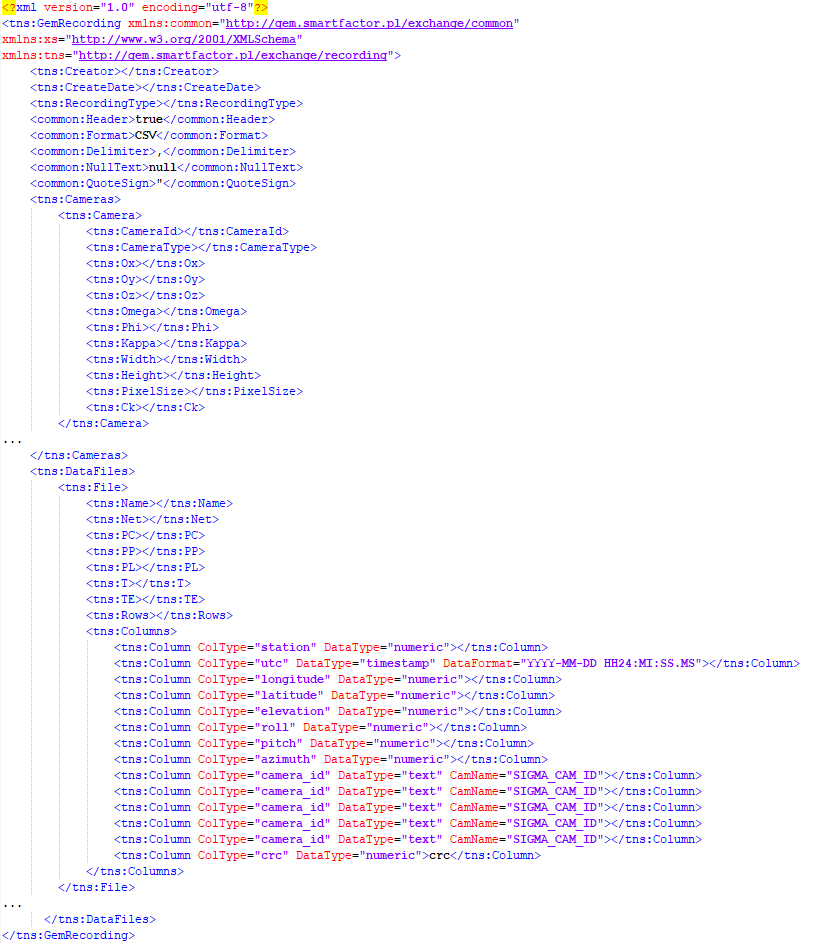 <?xml version="1.0" encoding="utf-8"?>
<tns:GemRecording xmlns:common="http://gem.smartfactor.pl/exchange/common"
xmlns:xs="http://www.w3.org/2001/XMLSchema"
xmlns:tns="http://gem.smartfactor.pl/exchange/recording">
    <tns:Creator></tns:Creator>
    <tns:CreateDate></tns:CreateDate>
    <tns:RecordingType></tns:RecordingType>
    <common:Header>true</common:Header>
    <common:Format>CSV</common:Format>
    <common:Delimiter>,</common:Delimiter>
    <common:NullText>null</common:NullText>
    <common:QuoteSign>"</common:QuoteSign>
    <tns:Cameras>
        <tns:Camera>
            <tns:CameraId></tns:CameraId>
            <tns:CameraType></tns:CameraType>
            <tns:Ox></tns:Ox>
            <tns:Oy></tns:Oy>
            <tns:Oz></tns:Oz>
            <tns:Omega></tns:Omega>
            <tns:Phi></tns:Phi>
            <tns:Kappa></tns:Kappa>
            <tns:Width></tns:Width>
            <tns:Height></tns:Height>
            <tns:PixelSize></tns:PixelSize>
            <tns:Ck></tns:Ck>
        </tns:Camera>
...
    </tns:Cameras>
    <tns:DataFiles>
        <tns:File>
            <tns:Name></tns:Name>
            <tns:Net></tns:Net>
            <tns:PC></tns:PC>
            <tns:PP></tns:PP>
            <tns:PL></tns:PL>
            <tns:T></tns:T>
            <tns:TE></tns:TE>
            <tns:Rows></tns:Rows>
            <tns:Columns>
                <tns:Column ColType="station" DataType="numeric"></tns:Column>
                <tns:Column ColType="utc" DataType="timestamp" DataFormat="YYYY-MM-DD HH24:MI:SS.MS"></tns:Column>
                <tns:Column ColType="longitude" DataType="numeric"></tns:Column>
                <tns:Column ColType="latitude" DataType="numeric"></tns:Column>
                <tns:Column ColType="elevation" DataType="numeric"></tns:Column>
                <tns:Column ColType="roll" DataType="numeric"></tns:Column>
                <tns:Column ColType="pitch" DataType="numeric"></tns:Column>
                <tns:Column ColType="azimuth" DataType="numeric"></tns:Column>
                <tns:Column ColType="camera_id" DataType="text" CamName="SIGMA_CAM_ID"></tns:Column>
                <tns:Column ColType="camera_id" DataType="text" CamName="SIGMA_CAM_ID"></tns:Column>
                <tns:Column ColType="camera_id" DataType="text" CamName="SIGMA_CAM_ID"></tns:Column>
                <tns:Column ColType="camera_id" DataType="text" CamName="SIGMA_CAM_ID"></tns:Column>
                <tns:Column ColType="camera_id" DataType="text" CamName="SIGMA_CAM_ID"></tns:Column>
                <tns:Column ColType="crc" DataType="numeric">crc</tns:Column>
            </tns:Columns>
        </tns:File>
...
      </tns:DataFiles>
</tns:GemRecording>